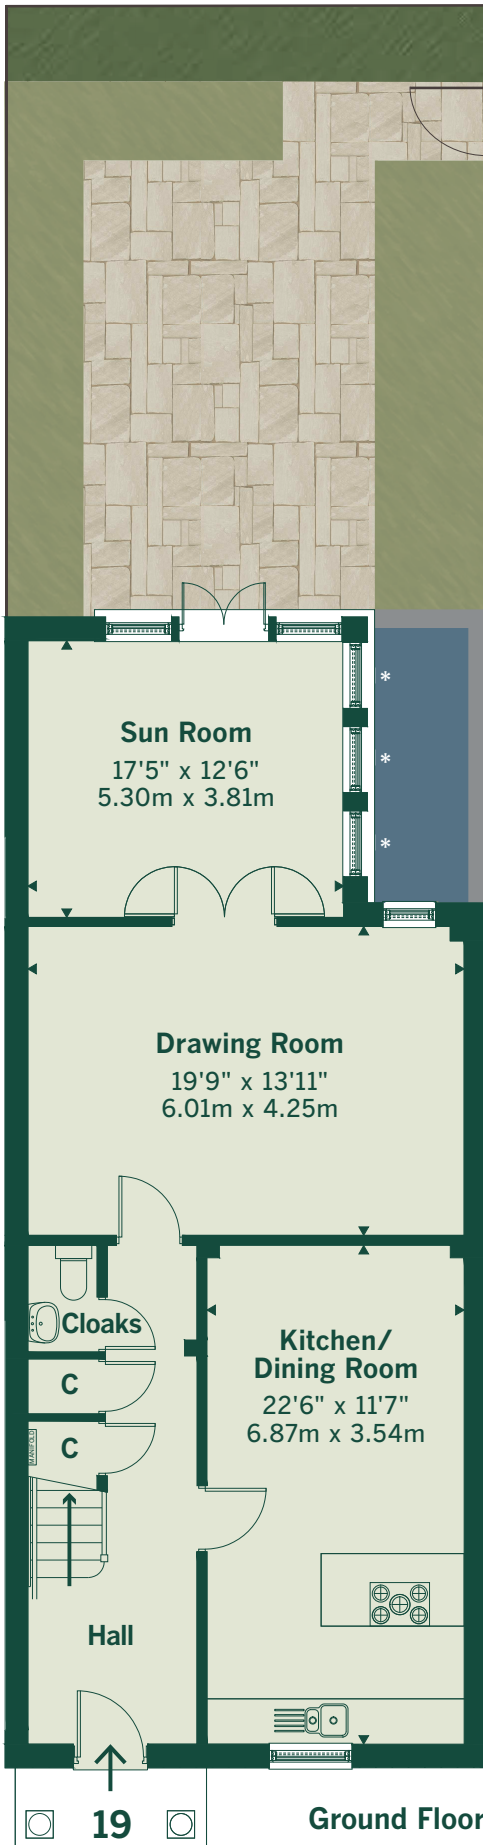 *
*
*
Sun Room
17'5" x 12'6"
5.30m x 3.81m
Drawing Room
19'9" x 13'11"
6.01m x 4.25m
Cloaks
Kitchen/
Dining Room
22'6" x 11'7"
6.87m x 3.54m
C
C
MANIFOLD
Hall
19
Ground Floor